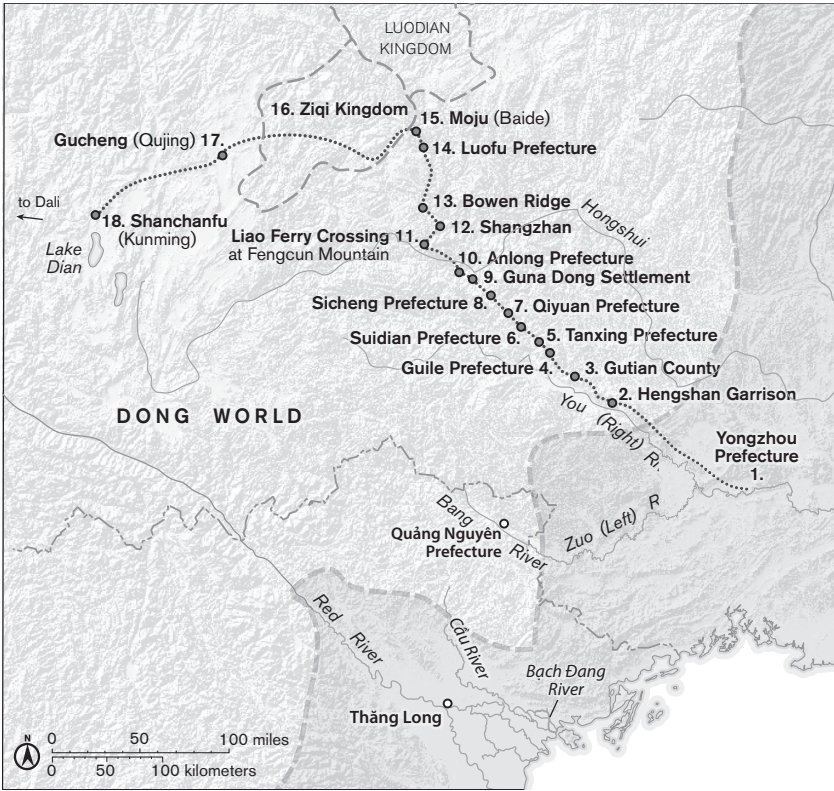 LUODIAN
KINGDOM
16. Ziqi Kingdom
15. Moju (Baide)
Gucheng (Qujing) 17.
14. Luofu Prefecture
to Dali
13. Bowen Ridge
18. Shanchanfu
(Kunming)
12. Shangzhan
Hongshui
Liao Ferry Crossing 11.
at Fengcun Mountain
Lake
Dian
10. Anlong Prefecture
9. Guna Dong Settlement
Sicheng Prefecture 8.
7. Qiyuan Prefecture
Suidian Prefecture 6.
5. Tanxing Prefecture
Guile Prefecture 4.
3. Gutian County
2. Hengshan Garrison
DONG WORLD
You (Right) R.
Yongzhou
Prefecture
1.
Bang River
Zuo (Left) R
Quảng Nguyên
Prefecture
Red River
Cầu River
Bạch Đang
River
Thăng Long
N
0 50 100 miles
0 50 100 kilometers